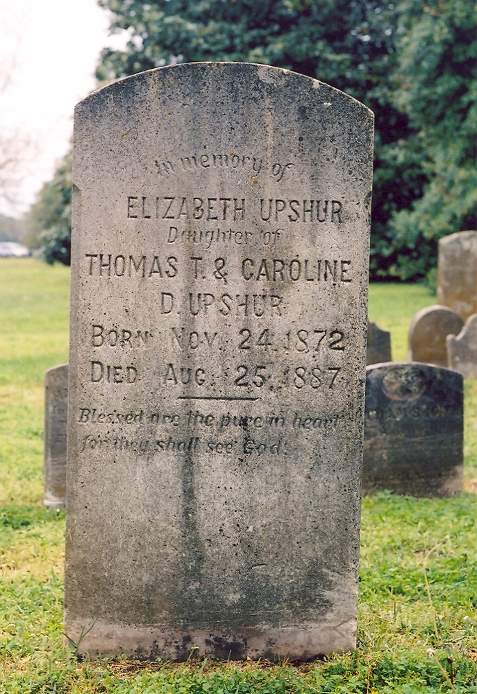 In memory of
ELIZABETH UPSHUR
Daughter of
THOMAS T. & CAROLINE
D. UPSHUR
BORN NOV. 24. 1872
DIED AUG. 25. 1887
Blessed are the pure in heart
for they shall see God.